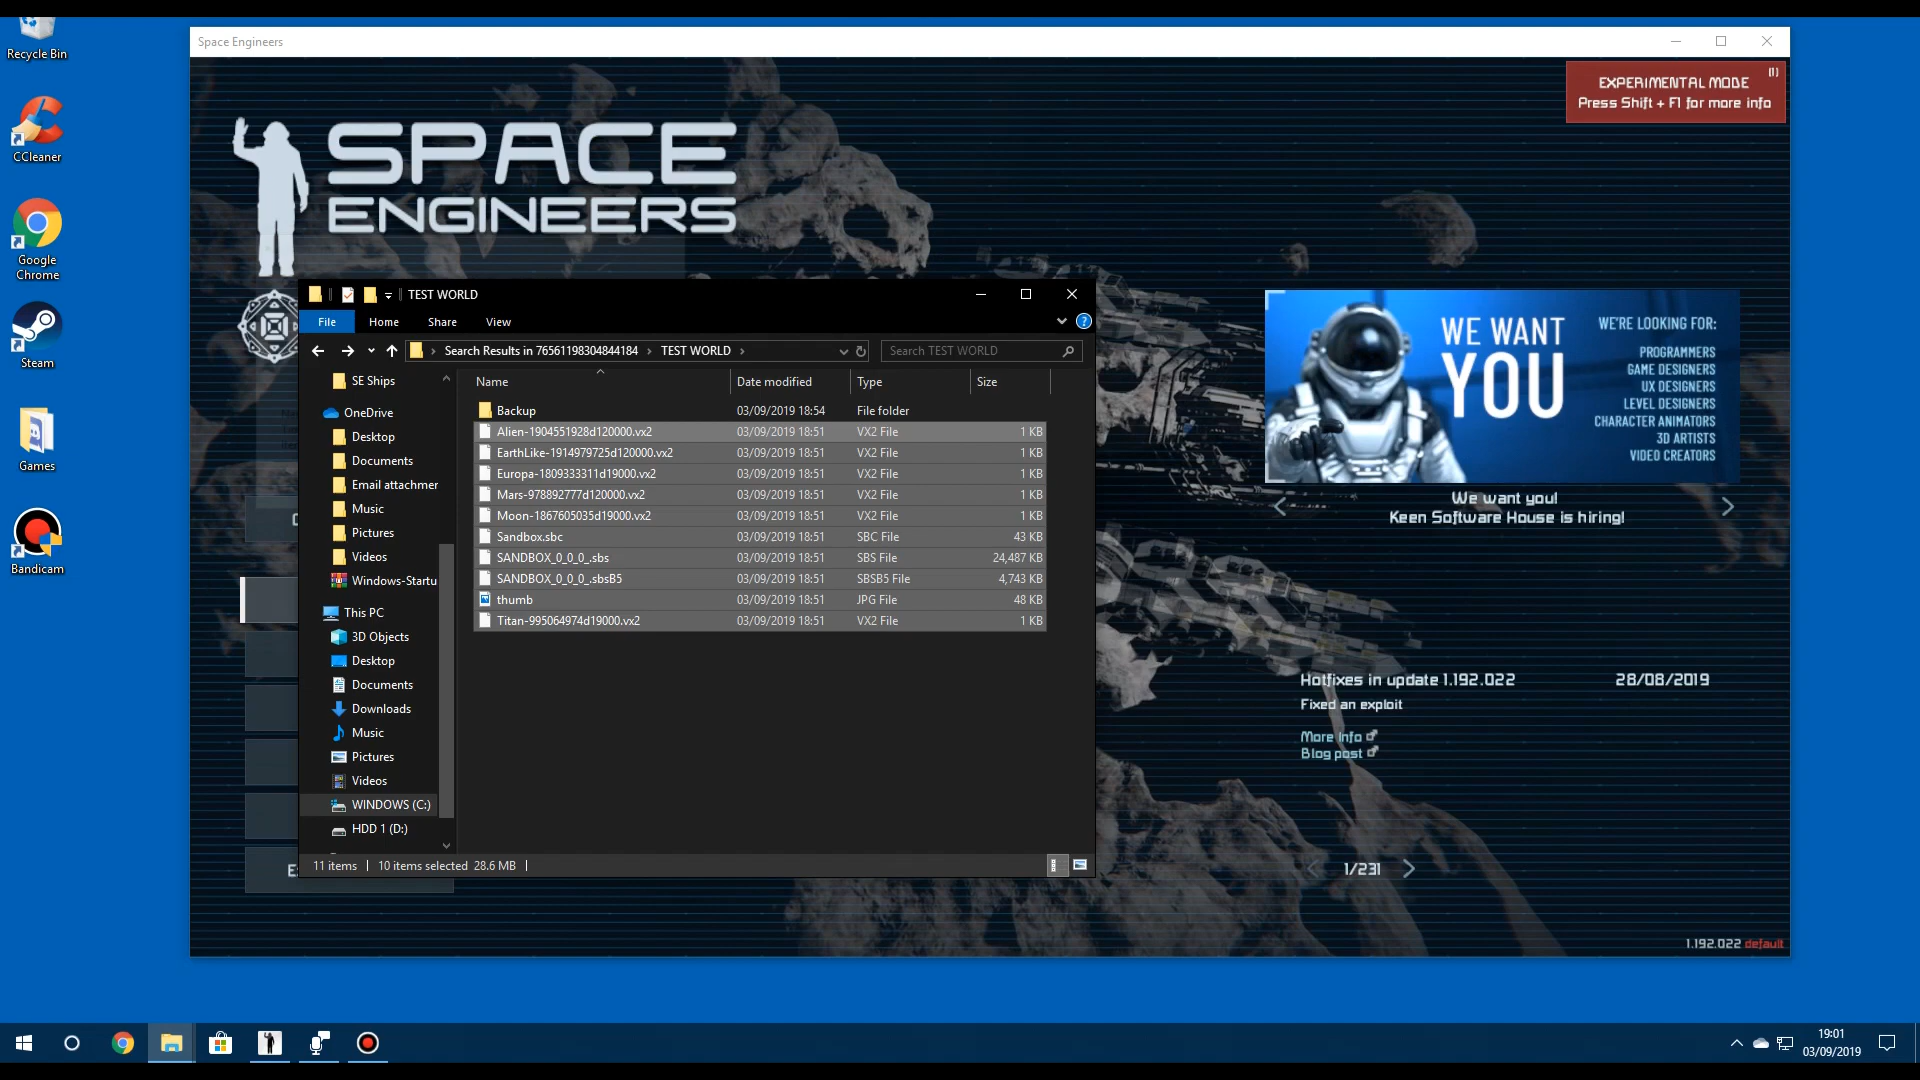 Recycle Bin
CCleaner
Google
Chrome
Steam
Games
Bandicam
Space Engineers
EXPERIMENTAL MODE
Press Shift + F1 for more info
SPACE
ENGINEERS
TEST WORLD
File
Home
Share
View
Search Results in 76561198304844184
TEST WORLD
Search TEST WORLD
SE Ships
OneDrive
Desktop
Documents
Email attachmer
Music
Pictures
Videos
Windows-Startu
This PC
3D Objects
Desktop
Documents
Downloads
Music
Pictures
Videos
WINDOWS (C:)
HDD 1 (D:)
Name Date modified Type Size
Backup 03/09/2019 18:54 File folder
Alien-1904551928d120000.vx2 03/09/2019 18:51 VX2 File 1 KB
EarthLike-1914979725d120000.vx2 03/09/2019 18:51 VX2 File 1 KB
Europa-1809333311d19000.vx2 03/09/2019 18:51 VX2 File 1 KB
Mars-978892777d120000.vx2 03/09/2019 18:51 VX2 File 1 KB
Moon-1867605035d19000.vx2 03/09/2019 18:51 VX2 File 1 KB
Sandbox.sbc 03/09/2019 18:51 SBC File 43 KB
SANDBOX_0_0_0_.sbs 03/09/2019 18:51 SBS File 24,487 KB
SANDBOX_0_0_0_.sbsB5 03/09/2019 18:51 SBSB5 File 4,743 KB
thumb 03/09/2019 18:51 JPG File 48 KB
Titan-995064974d19000.vx2 03/09/2019 18:51 VX2 File 1 KB
11 items
10 items selected 28.6 MB
WE WANT
YOU
WE'RE LOOKING FOR:
PROGRAMMERS
GAME DESIGNERS
UX DESIGNERS
LEVEL DESIGNERS
CHARACTER ANIMATORS
3D ARTISTS
VIDEO CREATORS
We want you!
Keen Software House is hiring!
Hotfixes in update 1.192.022 28/08/2019
Fixed an exploit
More Info
Blog post
1/231
1.192.022 default
19:01
03/09/2019